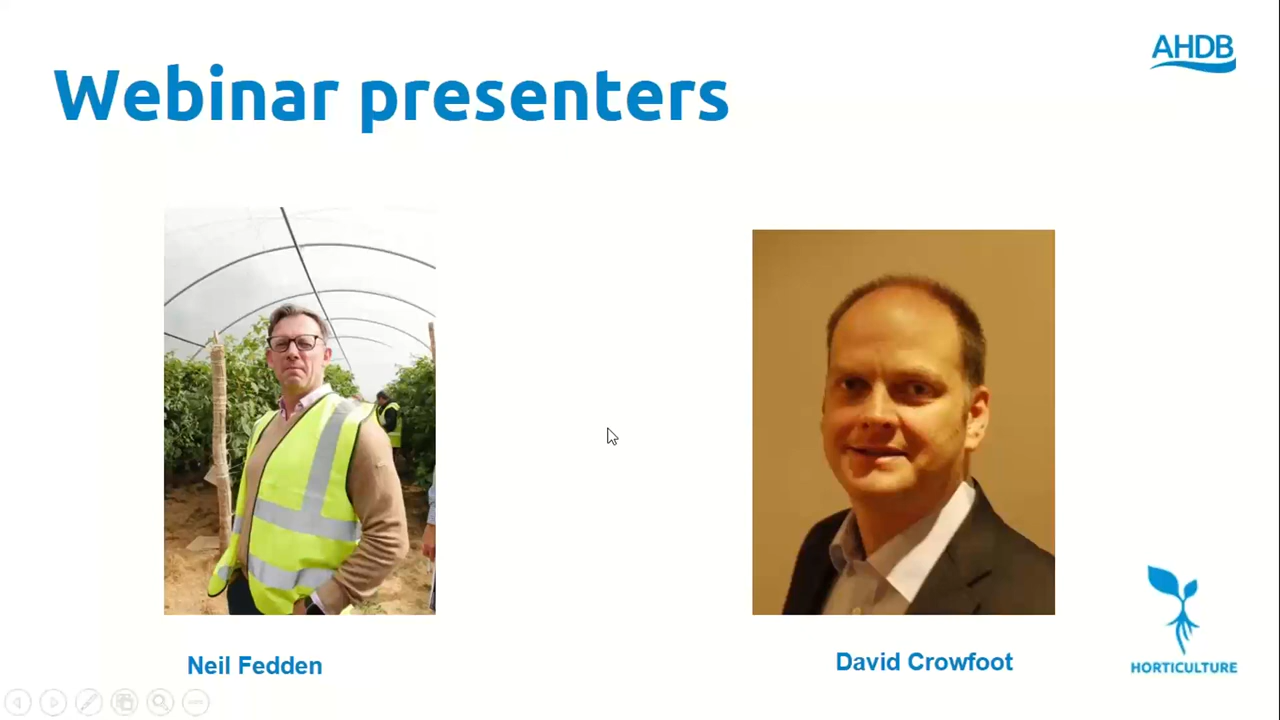 AHDB
Webinar presenters
Neil Fedden
David Crowfoot
HORTICULTURE